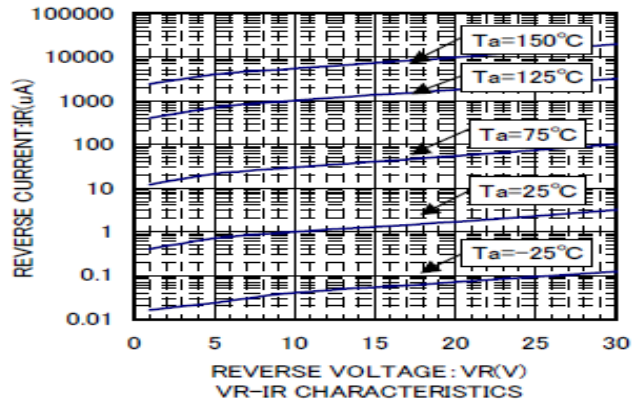 100000
10000
1000
100
10
1
0.1
0.01
REVERSE CURRENT:IR(uA)
Ta=150℃
Ta=125℃
Ta=75℃
Ta=25℃
Ta=-25℃
0 5 10 15 20 25 30
REVERSE VOLTAGE:VR(V)
VR-IR CHARACTERISTICS